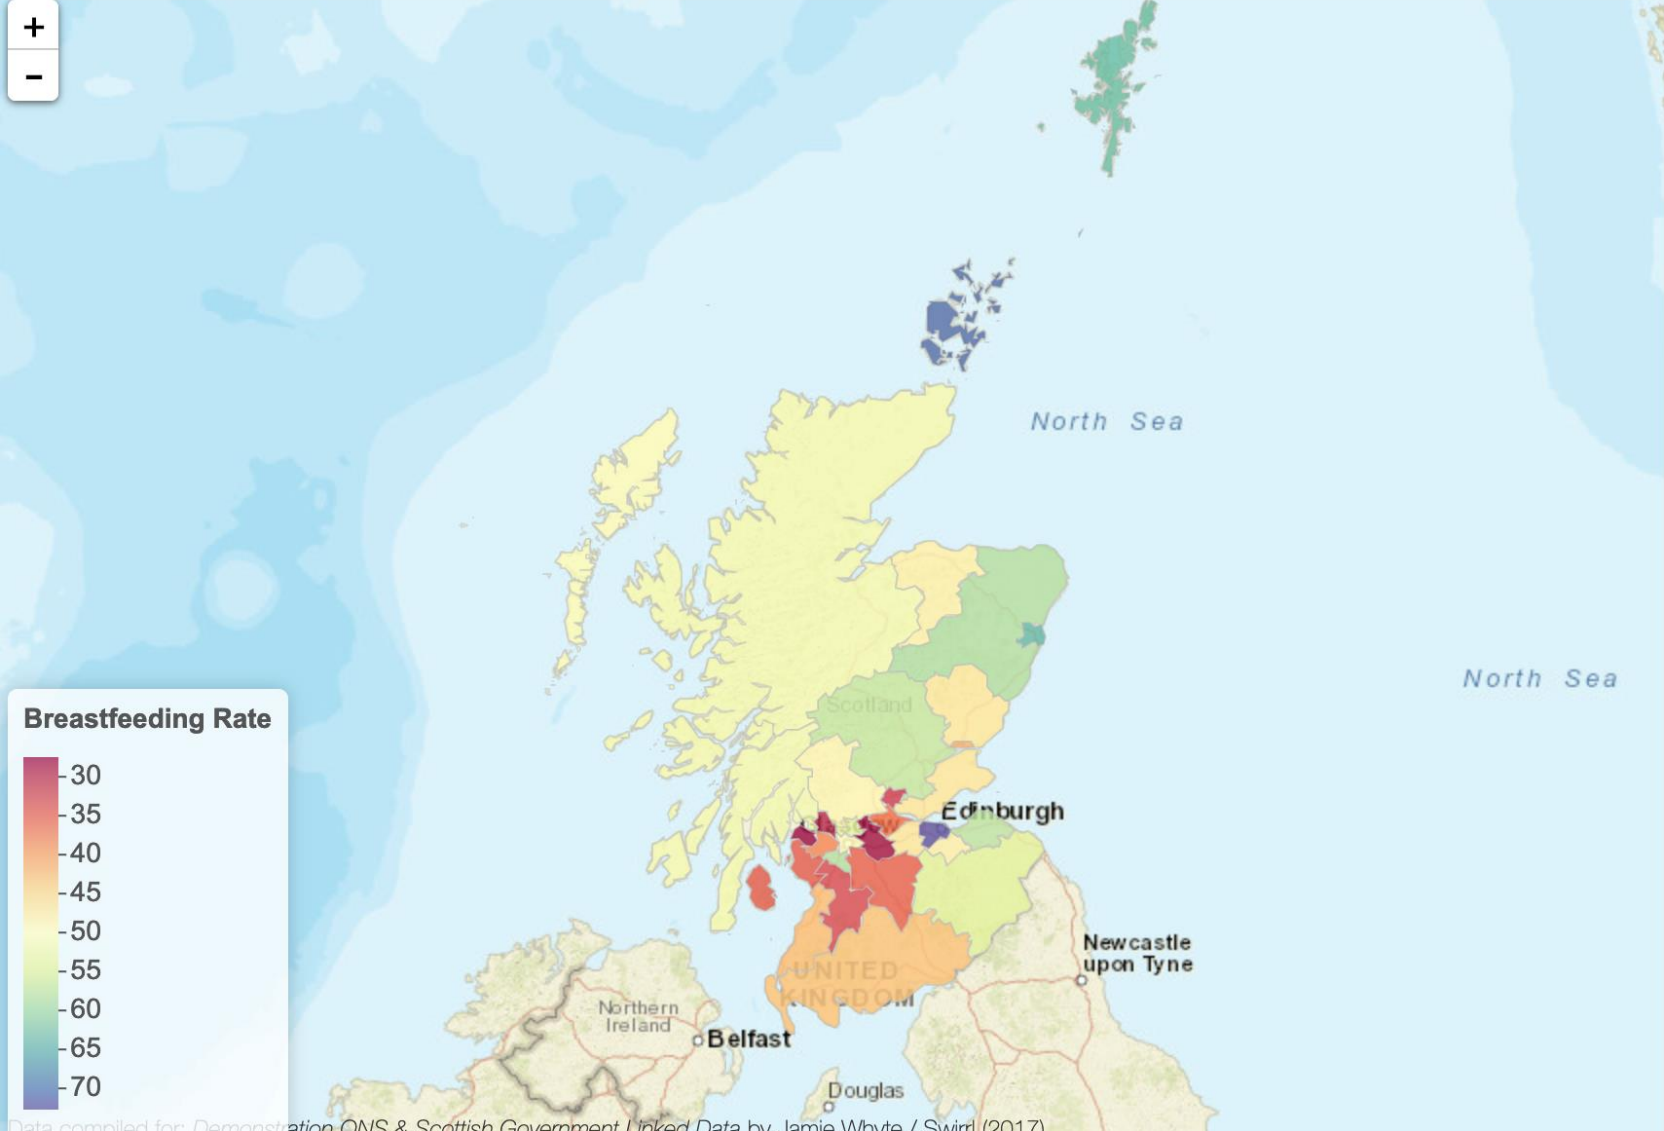 +
−
North Sea
North Sea
Scotland
Breastfeeding Rate
30
35
40
45
50
55
60
65
70
Edinburgh
Newcastle
upon Tyne
UNITED
KINGDOM
Northern
Ireland
Belfast
Douglas
Data compiled for: Demonstration ONS & Scottish Government Linked Data by Jamie Whyte / Swirrl (2017)